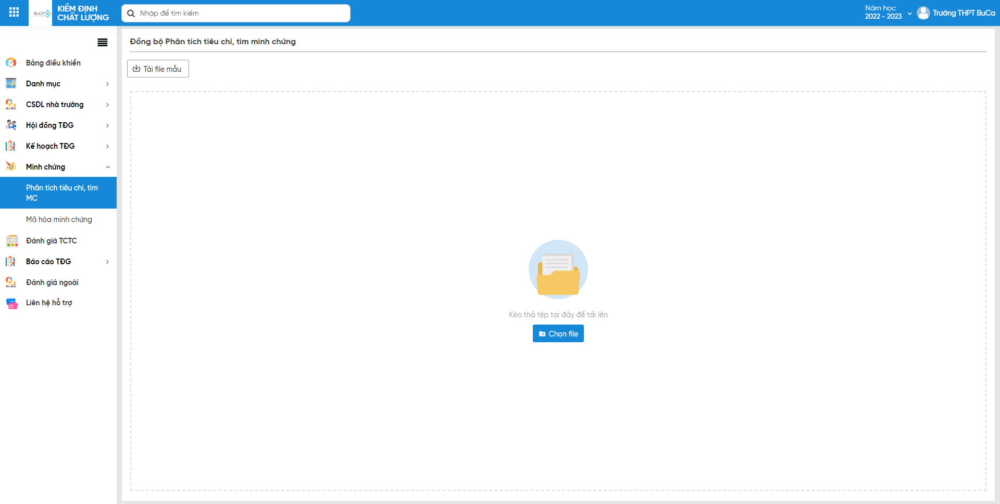 BUCA
KIỂM ĐỊNH
CHẤT LƯỢNG
Nhập để tìm kiếm
Năm học
2022 - 2023
Trường THPT BuCa
Bảng điều khiển
Danh mục
CSDL nhà trường
Hội đồng TĐG
Kế hoạch TĐG
Minh chứng
Phân tích tiêu chí, tìm
MC
Mã hóa minh chứng
Đánh giá TCTC
Báo cáo TĐG
Đánh giá ngoài
Liên hệ hỗ trợ
Đồng bộ Phân tích tiêu chí, tìm minh chứng
Tải file mẫu
Kéo thả tệp tại đây để tải lên
Chọn file